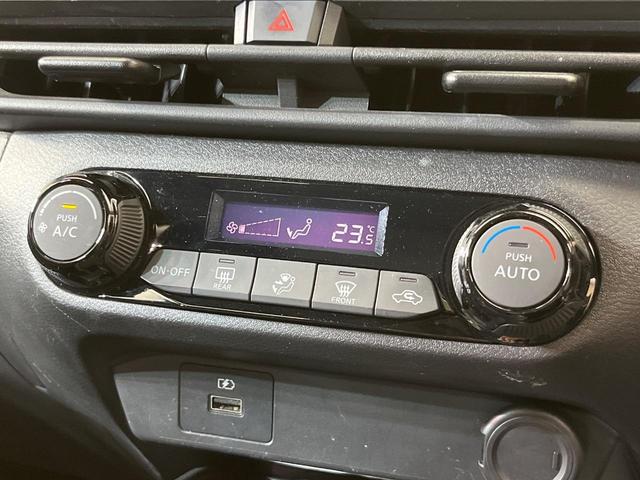 PUSH
A/C
23.5°C
PUSH
AUTO
ON·OFF
REAR
FRONT